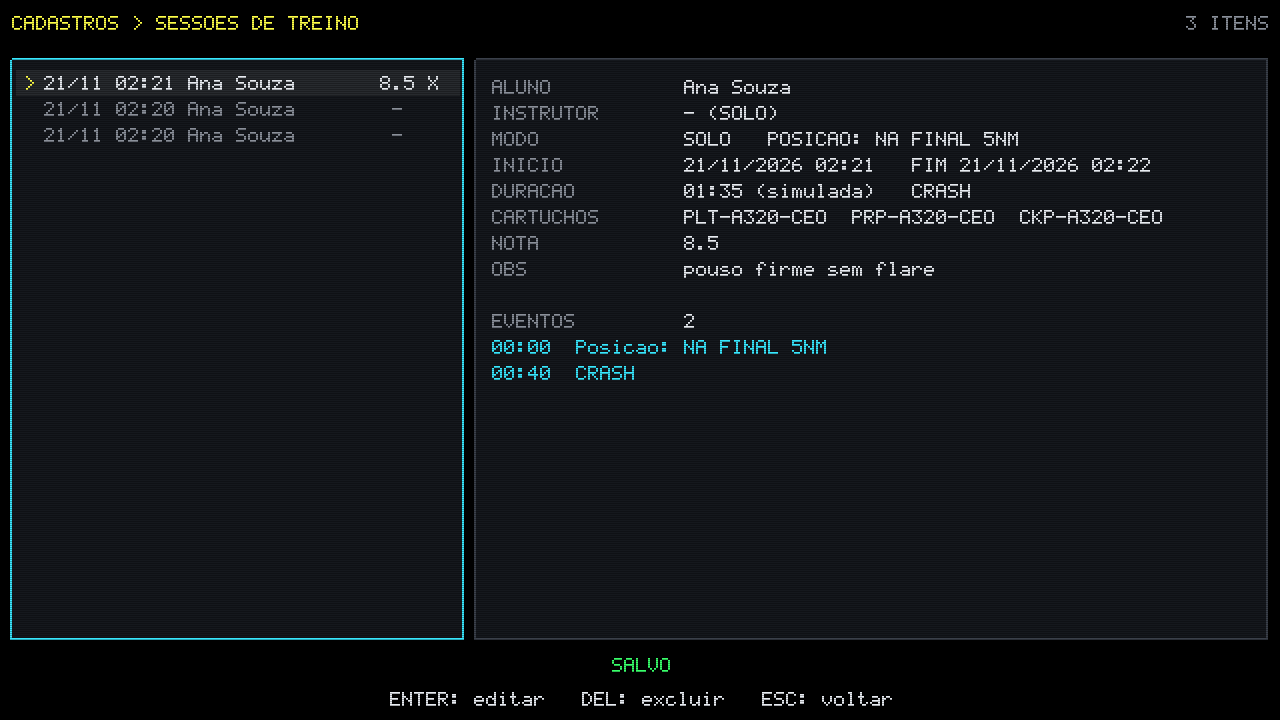 CADASTROS > SESSOES DE TREINO 3 ITENS
> 21/11 02:21 Ana Souza 8.5 X
21/11 02:20 Ana Souza -
21/11 02:20 Ana Souza -
ALUNO Ana Souza
INSTRUTOR - (SOLO)
MODO SOLO POSICAO: NA FINAL 5NM
INICIO 21/11/2026 02:21 FIM 21/11/2026 02:22
DURACAO 01:35 (simulada) CRASH
CARTUCHOS PLT-A320-CEO PRP-A320-CEO CKP-A320-CEO
NOTA 8.5
OBS pouso firme sem flare
EVENTOS 2
00:00 Posicao: NA FINAL 5NM
00:40 CRASH
SALVO
ENTER: editar DEL: excluir ESC: voltar